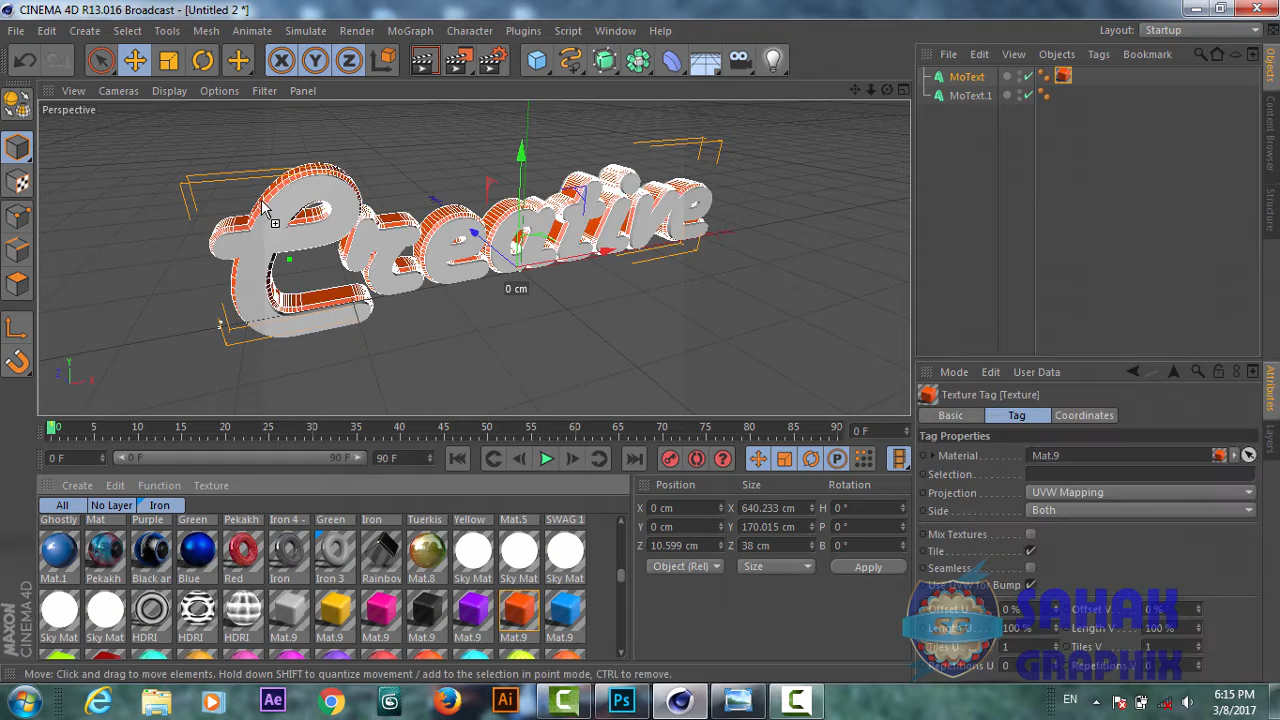 CINEMA 4D R13.016 Broadcast - [Untitled 2 *]
File Edit Create Select Tools Mesh Animate Simulate Render MoGraph Character Plugins Script Window Help
Layout: Startup
File Edit View Objects Tags Bookmark
View Cameras Display Options Filter Panel
Perspective
MoText
MoText.1
Objects
Content Browser
Structure
Creative
0 cm
Y
X
Z
Mode Edit User Data
Texture Tag [Texture]
Basic Tag Coordinates
Tag Properties
Material Mat.9
Selection
Projection UVW Mapping
Side Both
Mix Textures
Tile
Seamless
Use UVW for Bump
Offset U 0 % Offset V 0 %
Length U 100 % Length V 100 %
Tiles U 1 Tiles V 1
Repetitions U 0 Repetitions V 0
Attributes
Layers
SAHAK
GRAPHIX
0 5 10 15 20 25 30 35 40 45 50 55 60 65 70 75 80 85 90 0 F
0 F 0 F 90 F 90 F
Create Edit Function Texture
All No Layer Iron
Ghostly Mat Purple Green Pekakh Iron 4 - Green Iron Tuerkis Yellow Mat.5 SWAG 1
Mat.1 Pekakh Black ar Blue Red Iron Iron 3 Rainbow Mat.8 Sky Mat Sky Mat Sky Mat
Sky Mat Sky Mat HDRI HDRI HDRI Mat.9 Mat.9 Mat.9 Mat.9 Mat.9 Mat.9 Mat.9
Position Size Rotation
X 0 cm X 640.233 cm H 0 °
Y 0 cm Y 170.015 cm P 0 °
Z 10.599 cm Z 38 cm B 0 °
Object (Rel) Size Apply
MAXON CINEMA 4D
Move: Click and drag to move elements. Hold down SHIFT to quantize movement / add to the selection in point mode, CTRL to remove.
Ae Ai Ps
EN
6:15 PM
3/8/2017